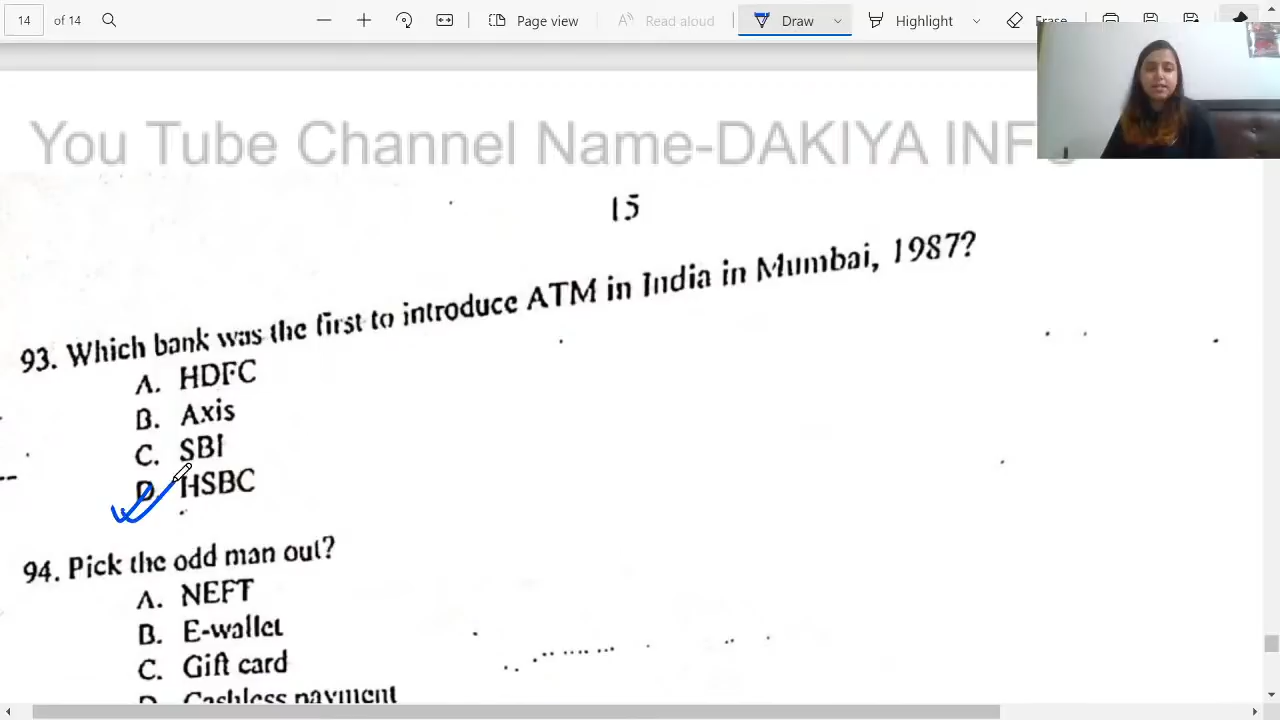 14 of 14 Page view Read aloud Draw Highlight Erase
You Tube Channel Name-DAKIYA INFO
15
93. Which bank was the first to introduce ATM in India in Mumbai, 1987?
A. HDFC
B. Axis
C. SBI
D. HSBC
94. Pick the odd man out?
A. NEFT
B. E-wallet
C. Gift card
D. Cashless payment